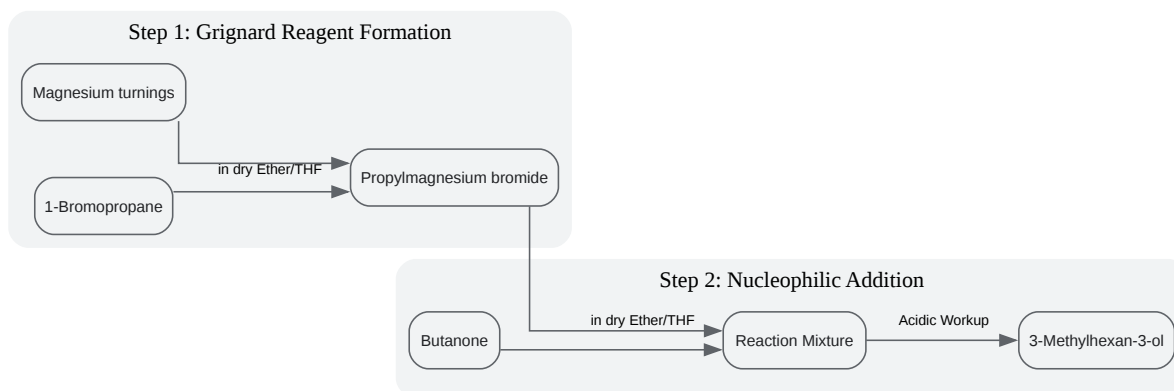 Step 1: Grignard Reagent Formation
Magnesium turnings
in dry Ether/THF
Propylmagnesium bromide
1-Bromopropane
Step 2: Nucleophilic Addition
in dry Ether/THF
Acidic Workup
Butanone
Reaction Mixture
3-Methylhexan-3-ol